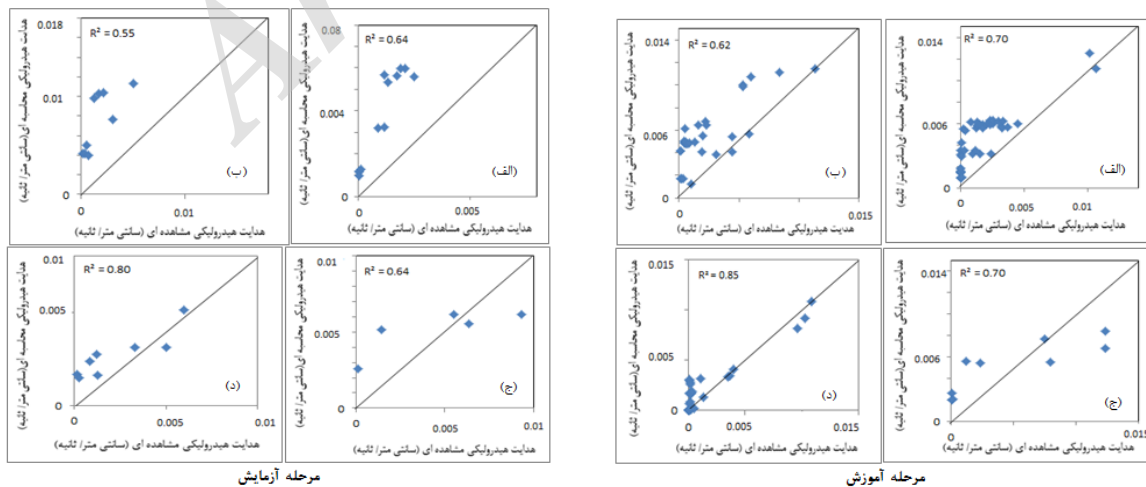 R² = 0.55
0.01
0
0
0.01
(ب)
هدایت هیدرولیکی محاسبه ای(سانتی متر/ ثانیه)
هدایت هیدرولیکی مشاهده ای (سانتی متر/ ثانیه)
R² = 0.64
0.08
0.004
0
0.005
(الف)
هدایت هیدرولیکی محاسبه ای(سانتی متر/ ثانیه)
هدایت هیدرولیکی مشاهده ای (سانتی متر/ ثانیه)
R² = 0.80
0.01
0.005
0
0
0.005
0.01
(د)
هدایت هیدرولیکی محاسبه ای(سانتی متر/ ثانیه)
هدایت هیدرولیکی مشاهده ای (سانتی متر/ ثانیه)
R² = 0.64
0.01
0.005
0
0
0.005
0.01
(ج)
هدایت هیدرولیکی محاسبه ای(سانتی متر/ ثانیه)
هدایت هیدرولیکی مشاهده ای (سانتی متر/ ثانیه)
مرحله آزمایش
R² = 0.62
0.014
0.006
0
0
0.015
(ب)
هدایت هیدرولیکی محاسبه ای(سانتی متر/ ثانیه)
هدایت هیدرولیکی مشاهده ای (سانتی متر/ ثانیه)
R² = 0.70
0.014
0.006
0
0
0.005
0.01
(الف)
هدایت هیدرولیکی محاسبه ای(سانتی متر/ ثانیه)
هدایت هیدرولیکی مشاهده ای (سانتی متر/ ثانیه)
R² = 0.85
0.015
0.005
0
0
0.005
0.015
(د)
هدایت هیدرولیکی محاسبه ای(سانتی متر/ ثانیه)
هدایت هیدرولیکی مشاهده ای (سانتی متر/ ثانیه)
R² = 0.70
0.014
0.006
0
0
0.015
(ج)
هدایت هیدرولیکی محاسبه ای(سانتی متر/ ثانیه)
هدایت هیدرولیکی مشاهده ای (سانتی متر/ ثانیه)
مرحله آموزش